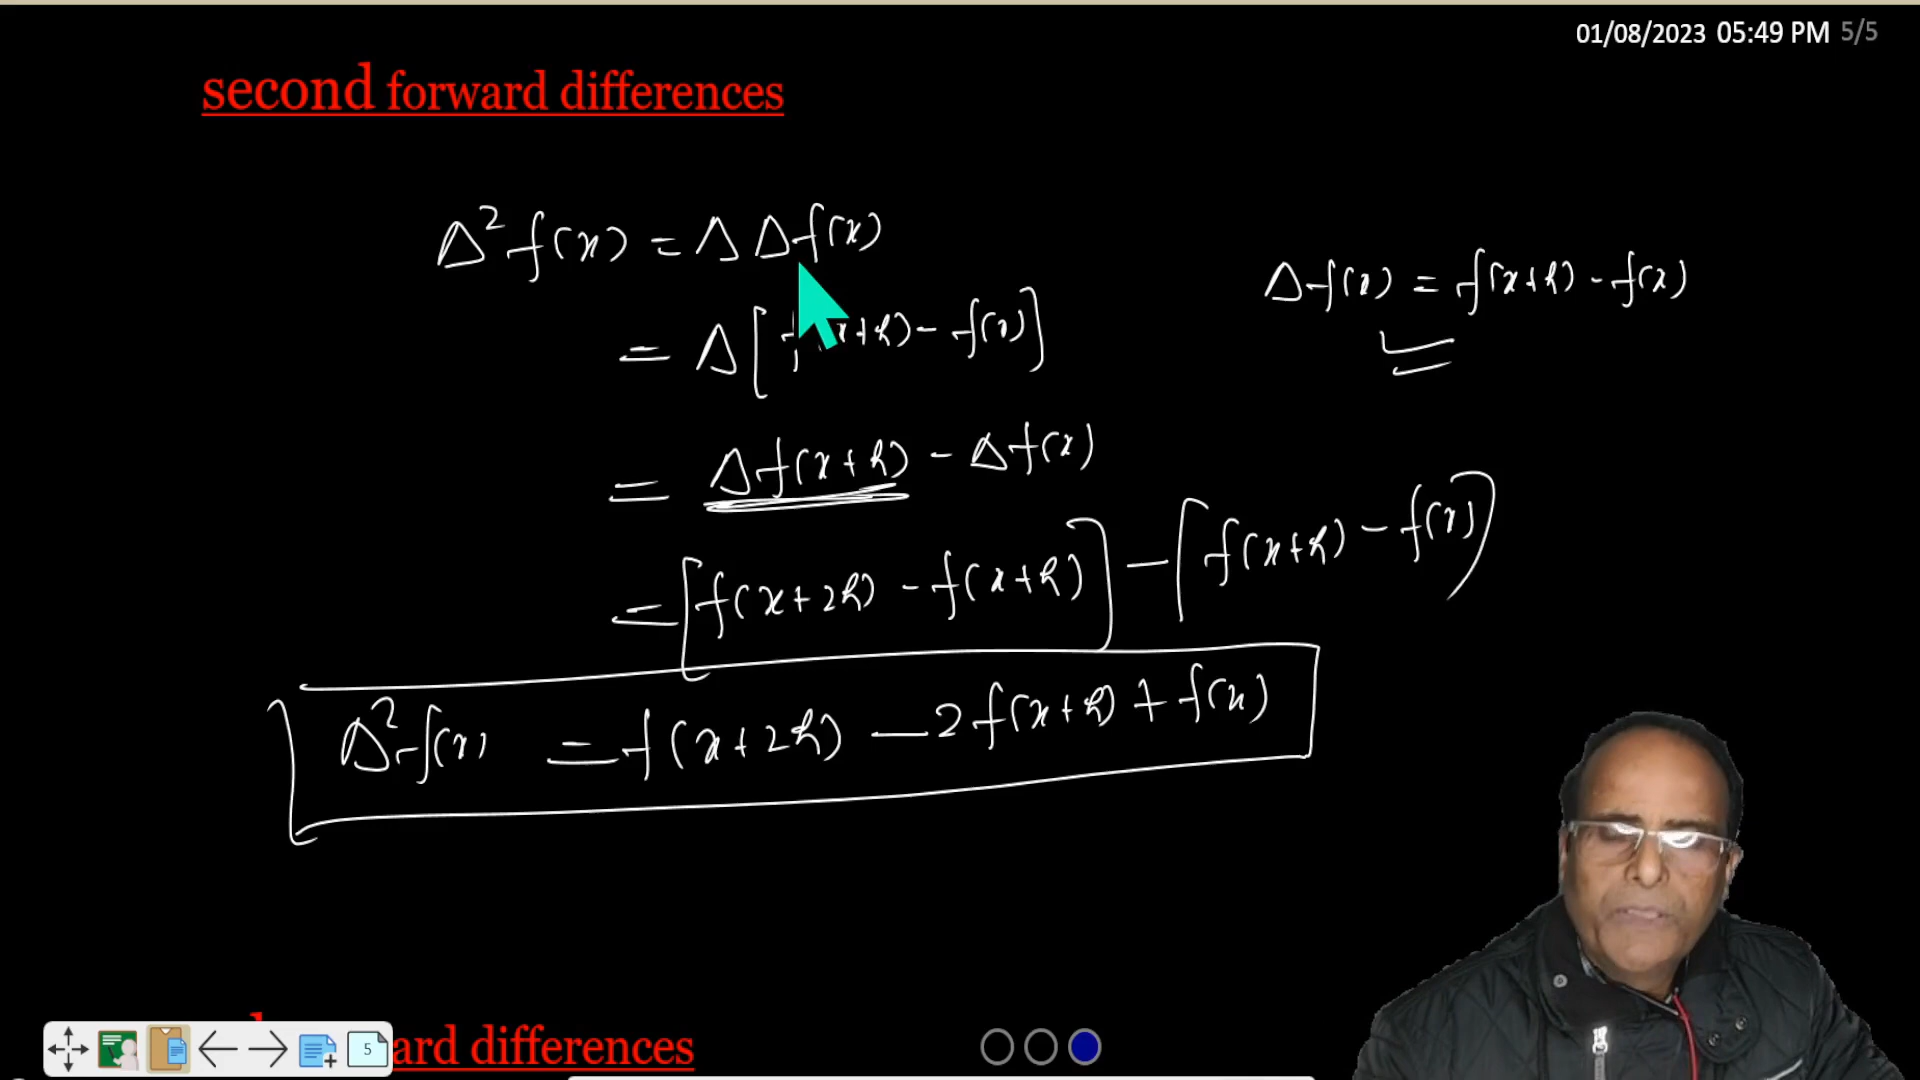 01/08/2023 05:49 PM 5/5
second forward differences
Δ² f(x) = Δ Δf(x)
Δf(x) = f(x+h) - f(x)
= Δ[f(x+h) - f(x)]
= Δf(x+h) - Δf(x)
= [f(x+2h) - f(x+h)] - [f(x+h) - f(x)]
Δ²f(x) = f(x+2h) - 2f(x+h) + f(x)
ard differences
5